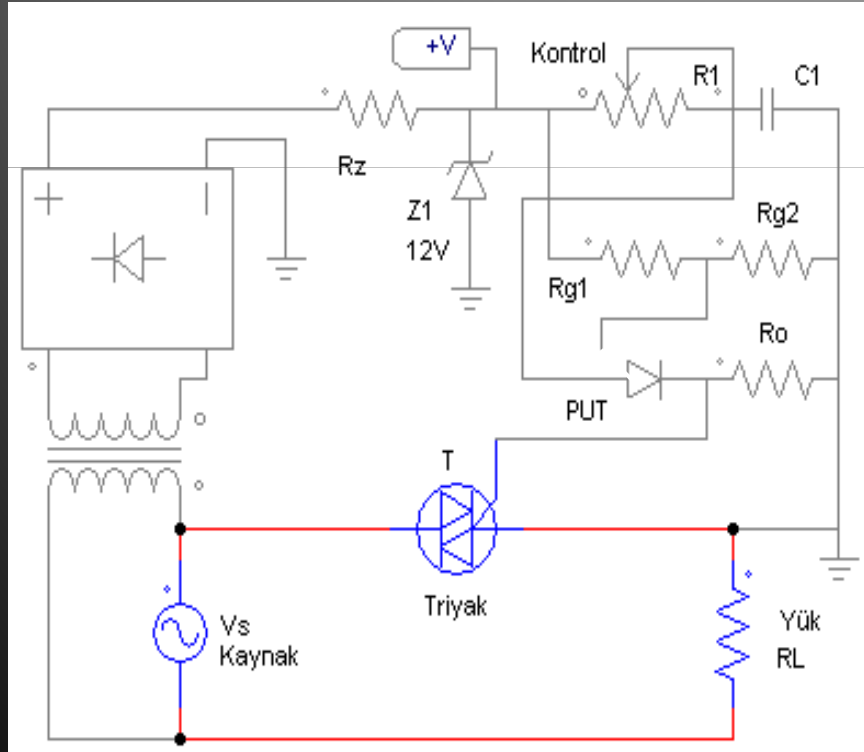 +V
Kontrol
R1
C1
Rz
Z1
12V
Rg2
Rg1
Ro
PUT
T
Triyak
Vs
Kaynak
Yük
RL